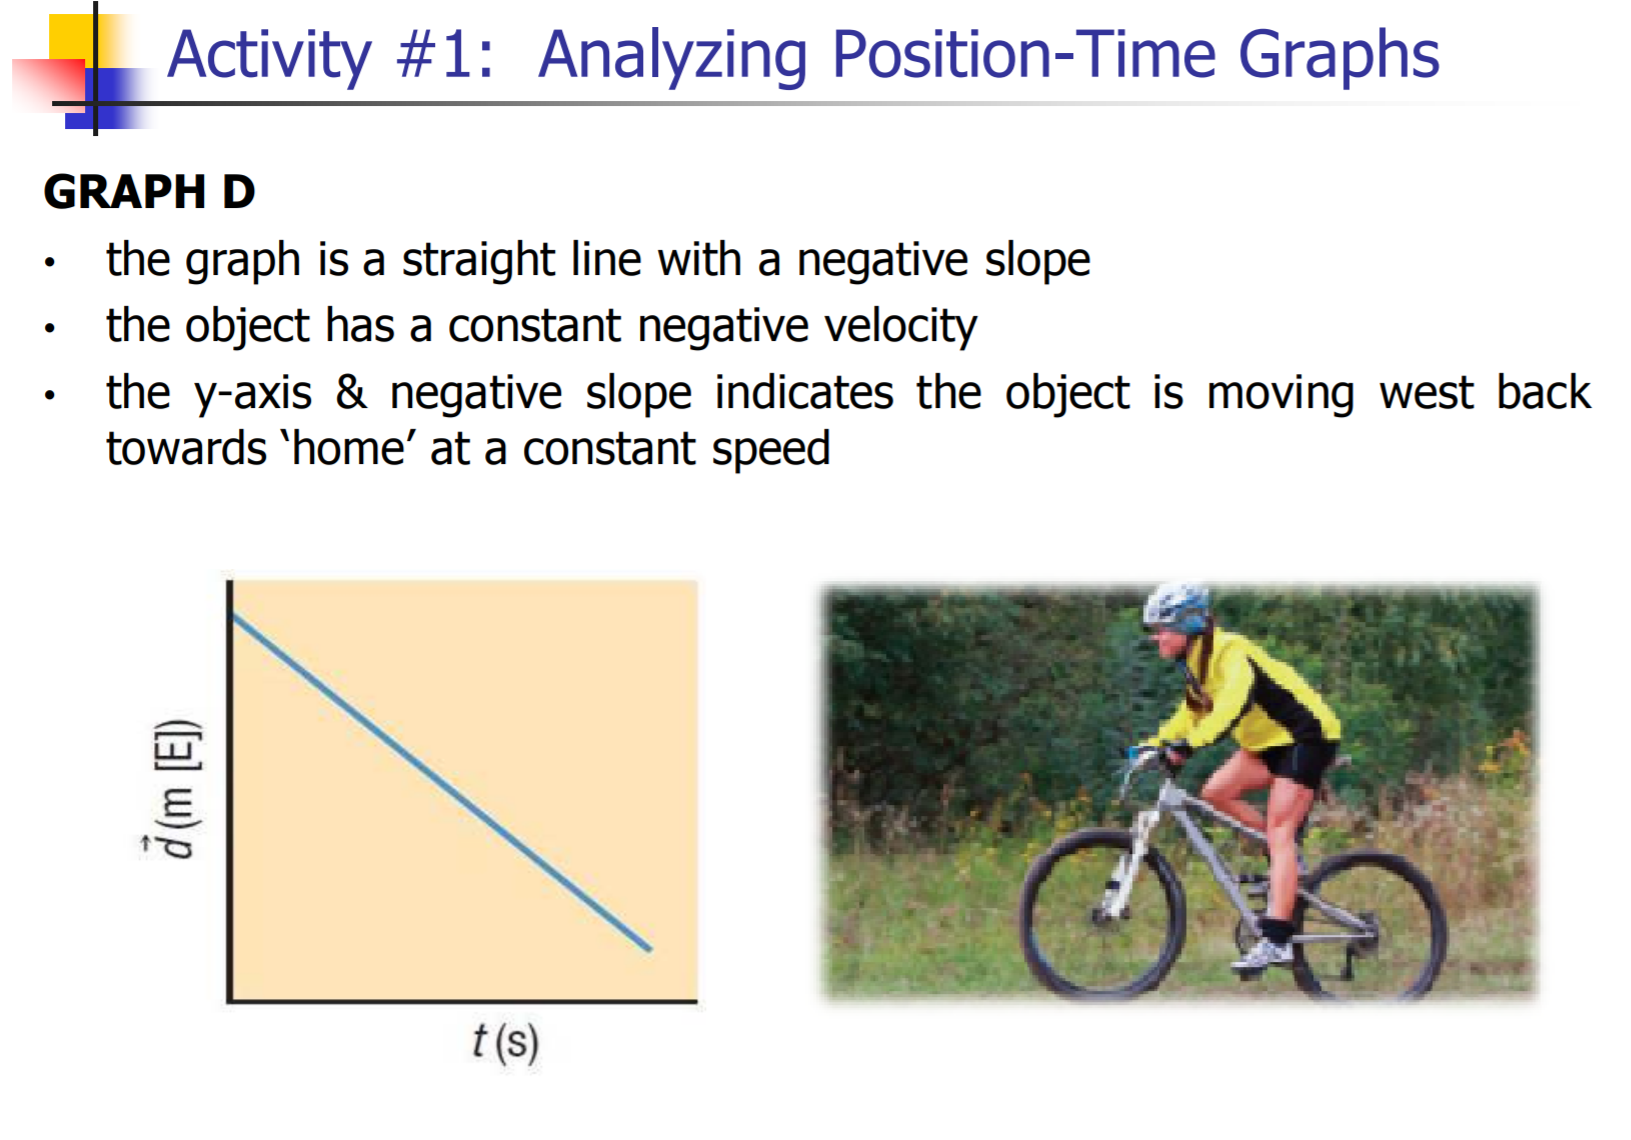 Activity #1: Analyzing Position-Time Graphs
GRAPH D
• the graph is a straight line with a negative slope
• the object has a constant negative velocity
• the y-axis & negative slope indicates the object is moving west back
towards ‘home’ at a constant speed
d⃗ (m [E])
t (s)